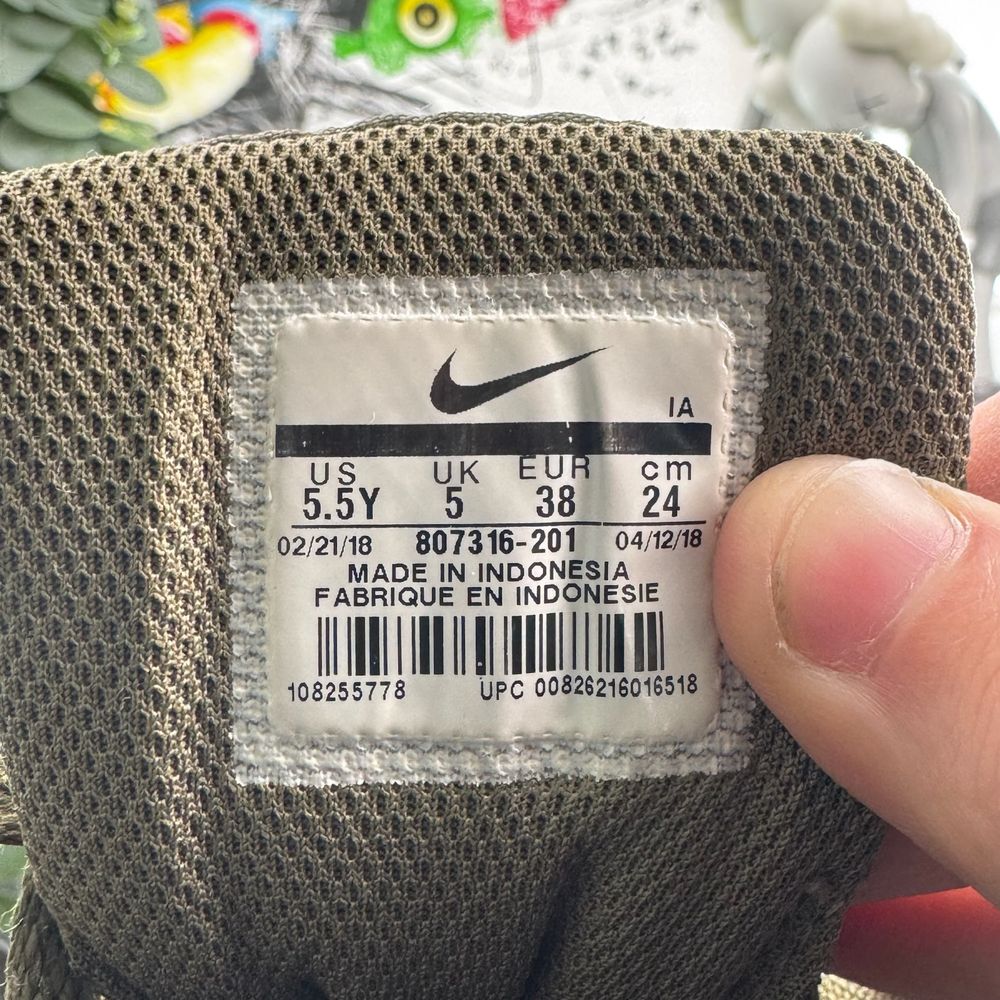 IA
US UK EUR cm
5.5Y 5 38 24
02/21/18 807316-201 04/12/18
MADE IN INDONESIA
FABRIQUE EN INDONESIE
108255778 UPC 00826216016518